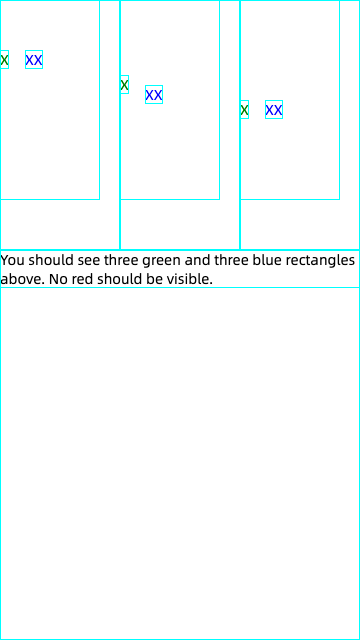 X XX
X XX
X XX
You should see three green and three blue rectangles
above. No red should be visible.